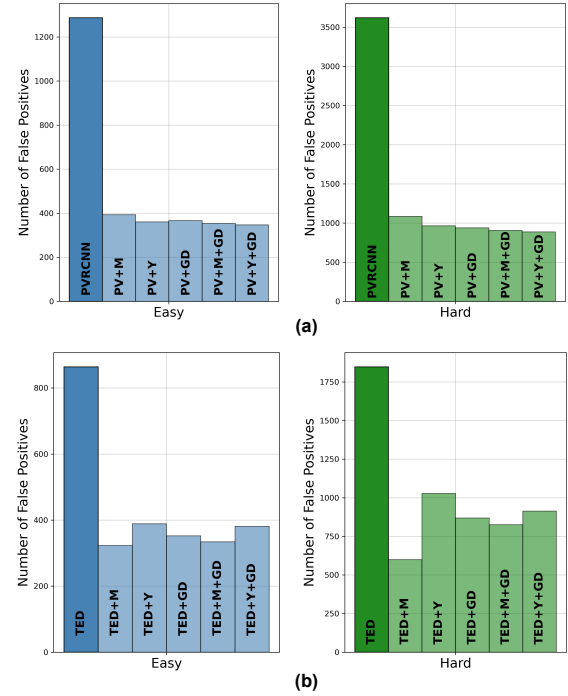 Number of False Positives
1200
1000
800
600
400
200
0
PVRCNN
PV+M
PV+Y
PV+GD
PV+M+GD
PV+Y+GD
Easy
Number of False Positives
3500
3000
2500
2000
1500
1000
500
0
PVRCNN
PV+M
PV+Y
PV+GD
PV+M+GD
PV+Y+GD
Hard
(a)
Number of False Positives
800
600
400
200
0
TED
TED+M
TED+Y
TED+GD
TED+M+GD
TED+Y+GD
Easy
Number of False Positives
1750
1500
1250
1000
750
500
250
0
TED
TED+M
TED+Y
TED+GD
TED+M+GD
TED+Y+GD
Hard
(b)